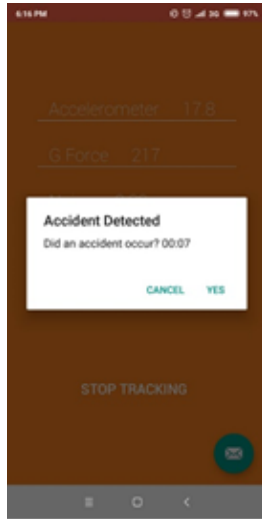 6:16 PM 3G 97%
Accelerometer 17.8
G Force 217
Accident Detected
Did an accident occur? 00:07
CANCEL YES
STOP TRACKING